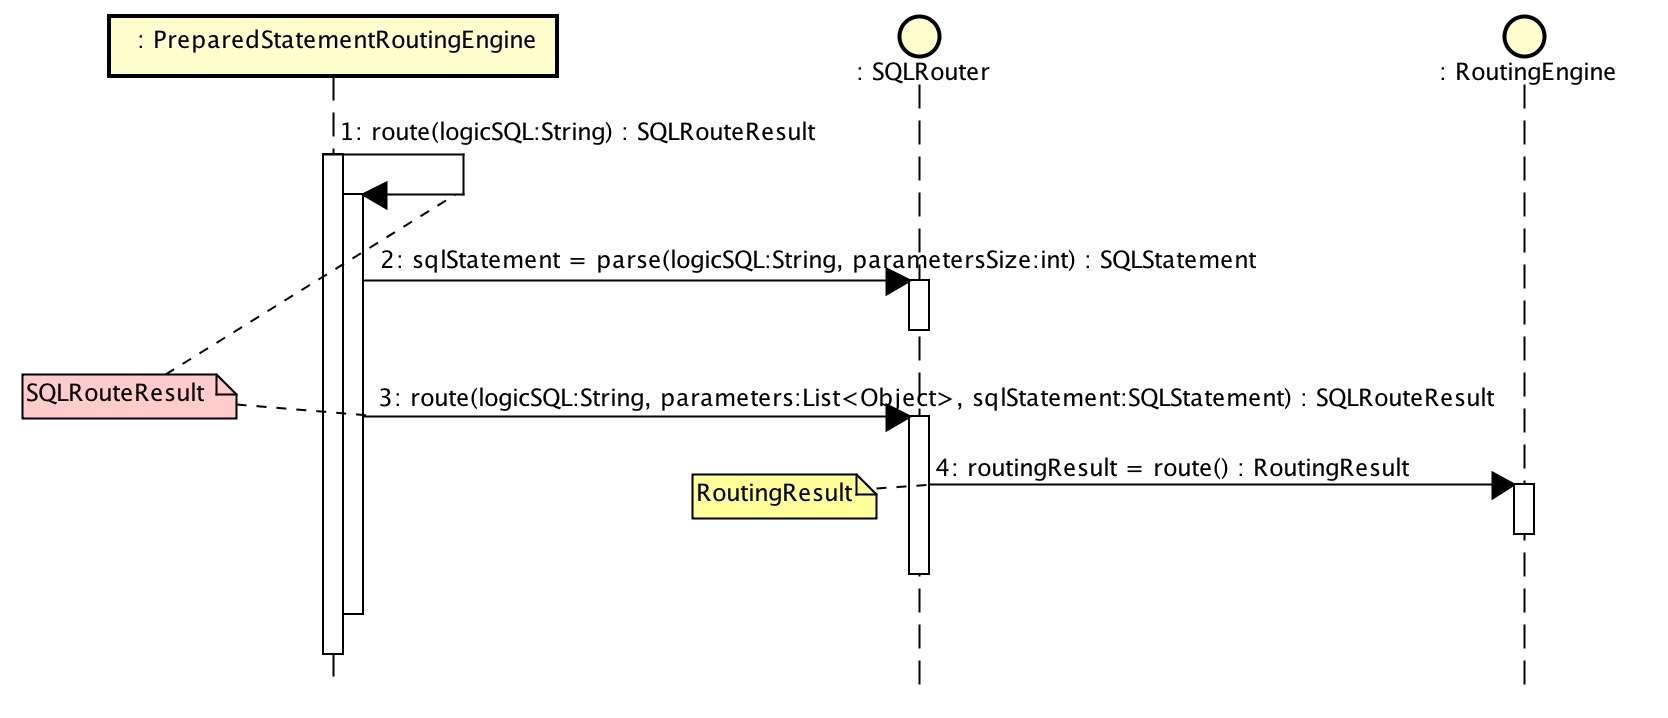 : PreparedStatementRoutingEngine
: SQLRouter
: RoutingEngine
1: route(logicSQL:String) : SQLRouteResult
2: sqlStatement = parse(logicSQL:String, parametersSize:int) : SQLStatement
SQLRouteResult
3: route(logicSQL:String, parameters:List<Object>, sqlStatement:SQLStatement) : SQLRouteResult
4: routingResult = route() : RoutingResult
RoutingResult